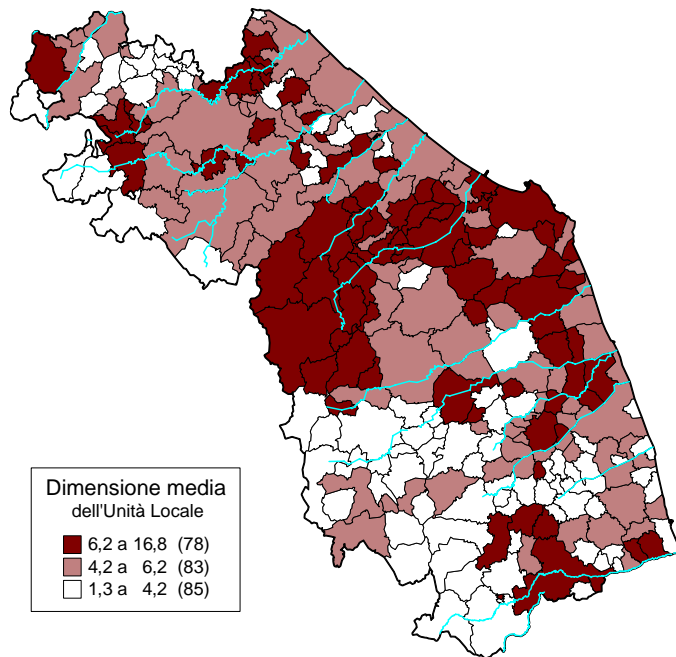 Dimensione media
dell'Unità Locale
6,2 a 16,8 (78)
4,2 a 6,2 (83)
1,3 a 4,2 (85)